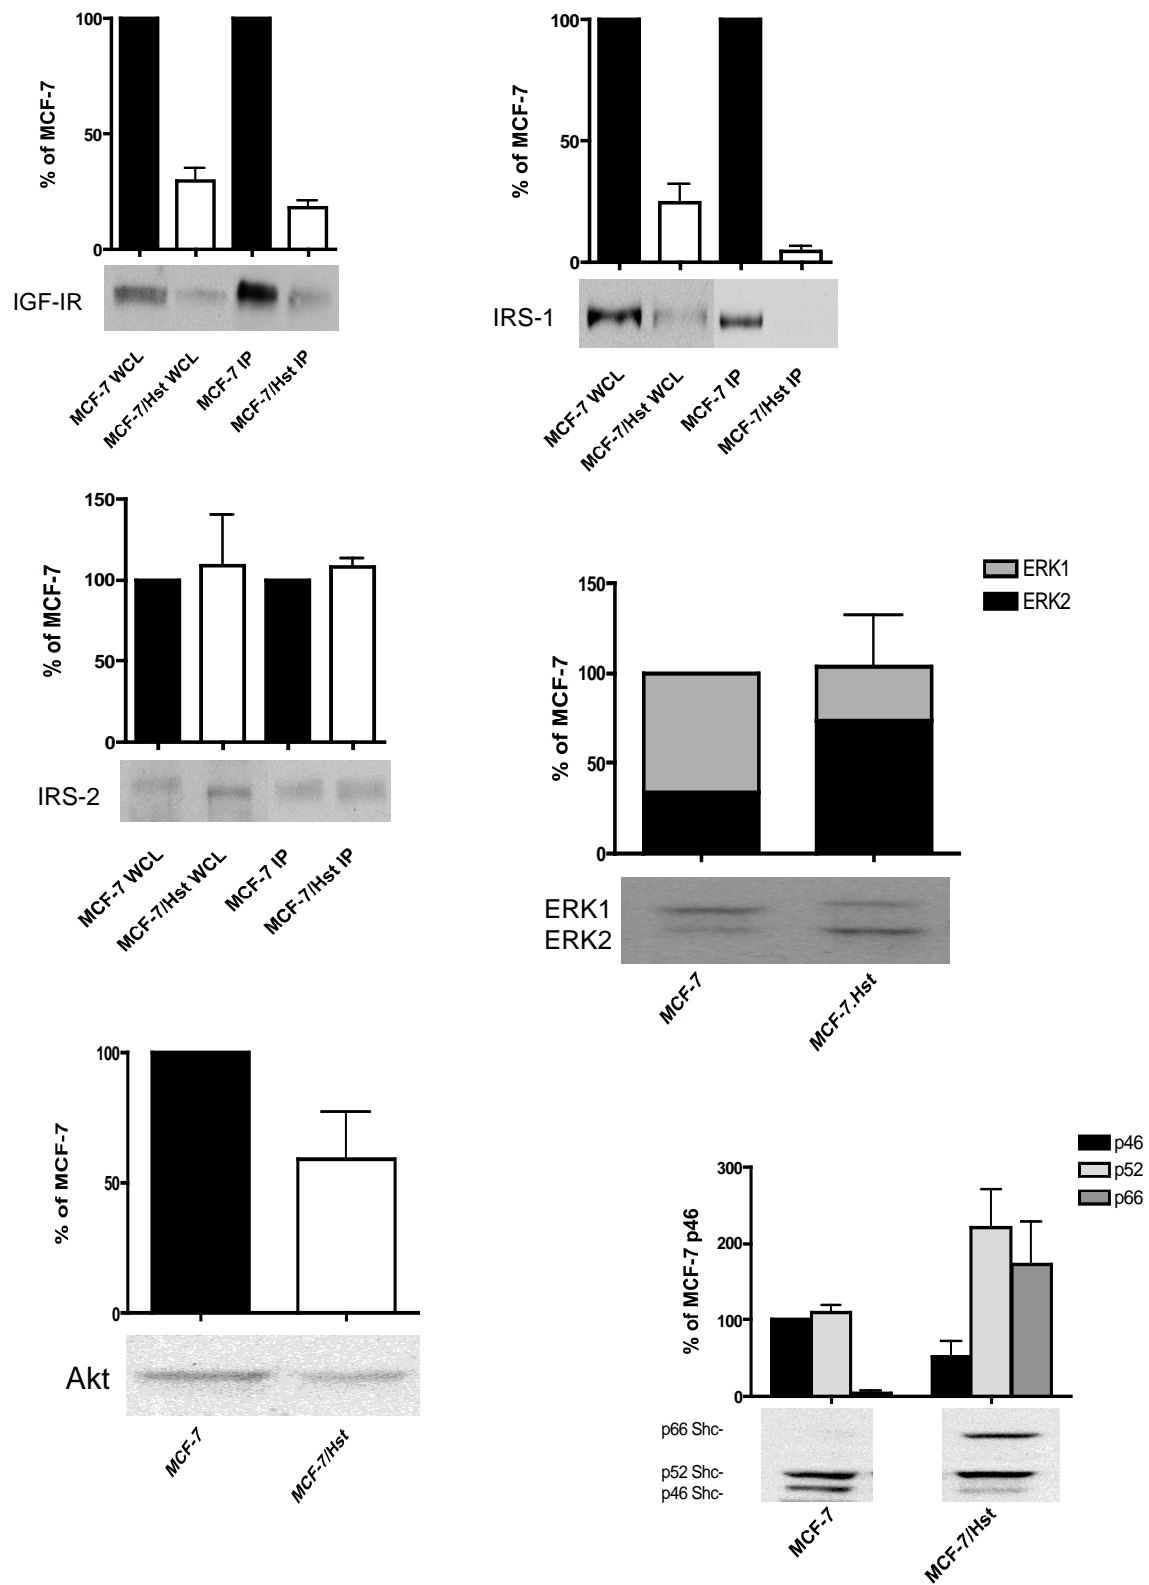 100
50
0
% of MCF-7
IGF-IR
MCF-7 WCL
MCF-7/Hst WCL
MCF-7 IP
MCF-7/Hst IP
100
50
0
% of MCF-7
IRS-1
MCF-7 WCL
MCF-7/Hst WCL
MCF-7 IP
MCF-7/Hst IP
150
100
50
0
% of MCF-7
IRS-2
MCF-7 WCL
MCF-7/Hst WCL
MCF-7 IP
MCF-7/Hst IP
ERK1
ERK2
150
100
50
0
% of MCF-7
ERK1
ERK2
MCF-7
MCF-7.Hst
100
50
0
% of MCF-7
Akt
MCF-7
MCF-7/Hst
p46
p52
p66
300
200
100
0
% of MCF-7 p46
p66 Shc-
p52 Shc-
p46 Shc-
MCF-7
MCF-7/Hst